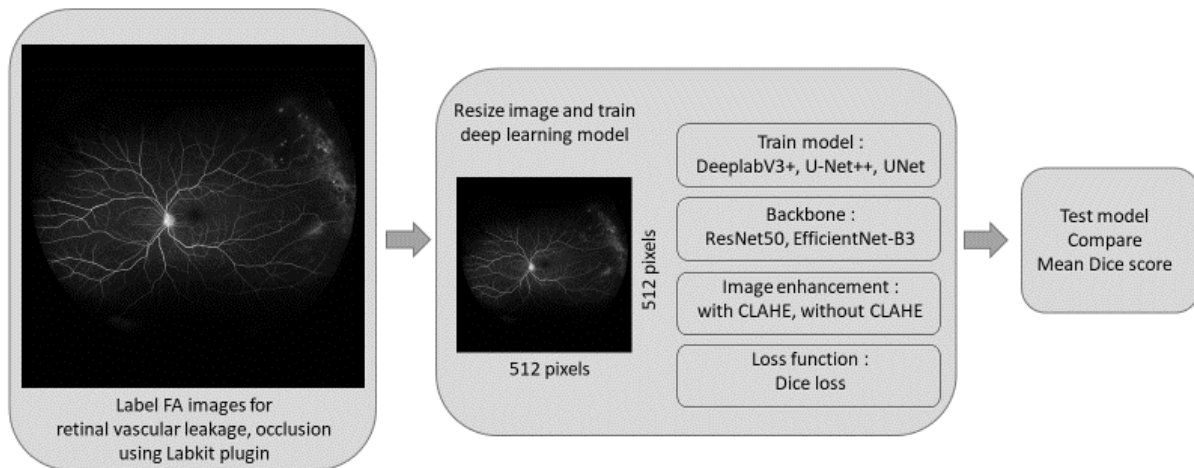 Label FA images for
retinal vascular leakage, occlusion
using Labkit plugin
Resize image and train
deep learning model
512 pixels
512 pixels
Train model :
DeeplabV3+, U-Net++, UNet
Backbone :
ResNet50, EfficientNet-B3
Image enhancement :
with CLAHE, without CLAHE
Loss function :
Dice loss
Test model
Compare
Mean Dice score